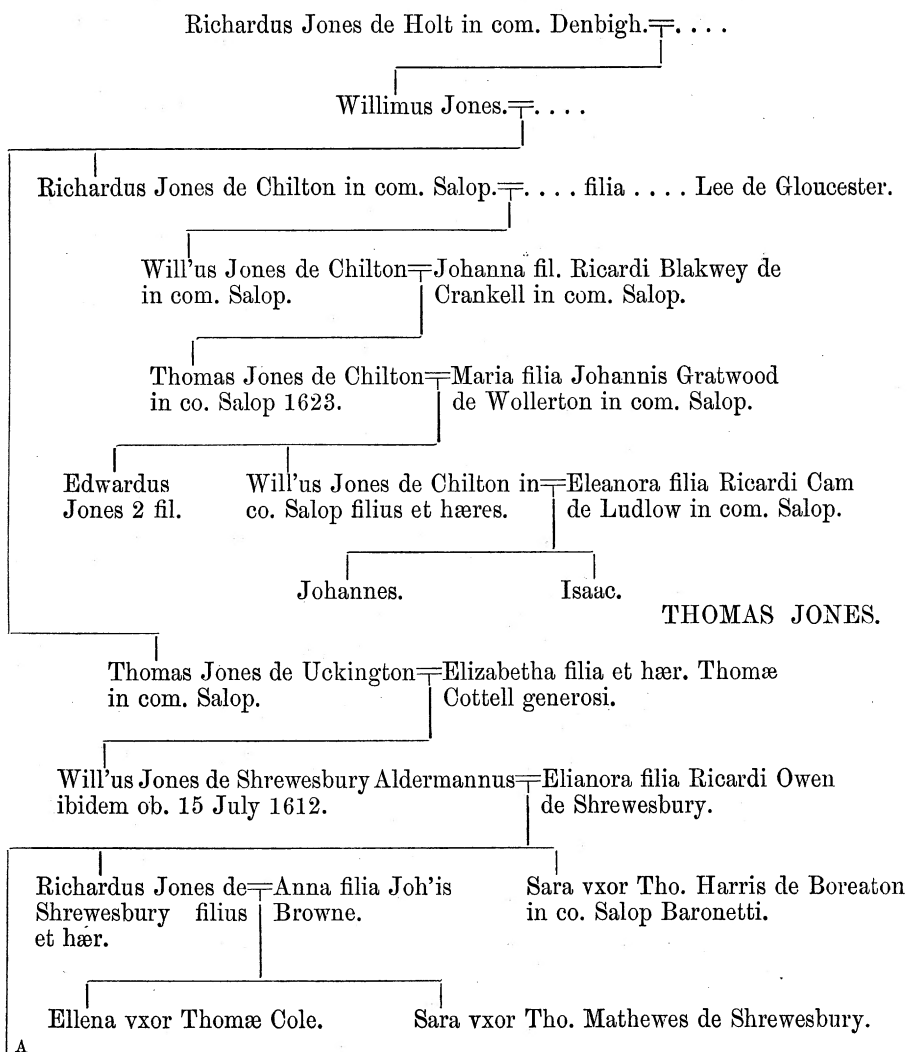 Richardus Jones de Holt in com. Denbigh.=. . . .
Willimus Jones.=. . . .
Richardus Jones de Chilton in com. Salop.=. . . . filia . . . . Lee de Gloucester.
Will'us Jones de Chilton=Johanna fil. Ricardi Blakwey de
in com. Salop. Crankell in com. Salop.
Thomas Jones de Chilton=Maria filia Johannis Gratwood
in co. Salop 1623. de Wollerton in com. Salop.
Edwardus Will'us Jones de Chilton in=Eleanora filia Ricardi Cam
Jones 2 fil. co. Salop filius et hæres. de Ludlow in com. Salop.
Johannes. Isaac.
THOMAS JONES.
Thomas Jones de Uckington=Elizabetha filia et hær. Thomæ
in com. Salop. Cottell generosi.
Will'us Jones de Shrewesbury Aldermannus=Elianora filia Ricardi Owen
ibidem ob. 15 July 1612. de Shrewesbury.
Richardus Jones de=Anna filia Joh'is Sara vxor Tho. Harris de Boreaton
Shrewesbury filius Browne. in co. Salop Baronetti.
et hær.
Ellena vxor Thomæ Cole. Sara vxor Tho. Mathewes de Shrewesbury.
A